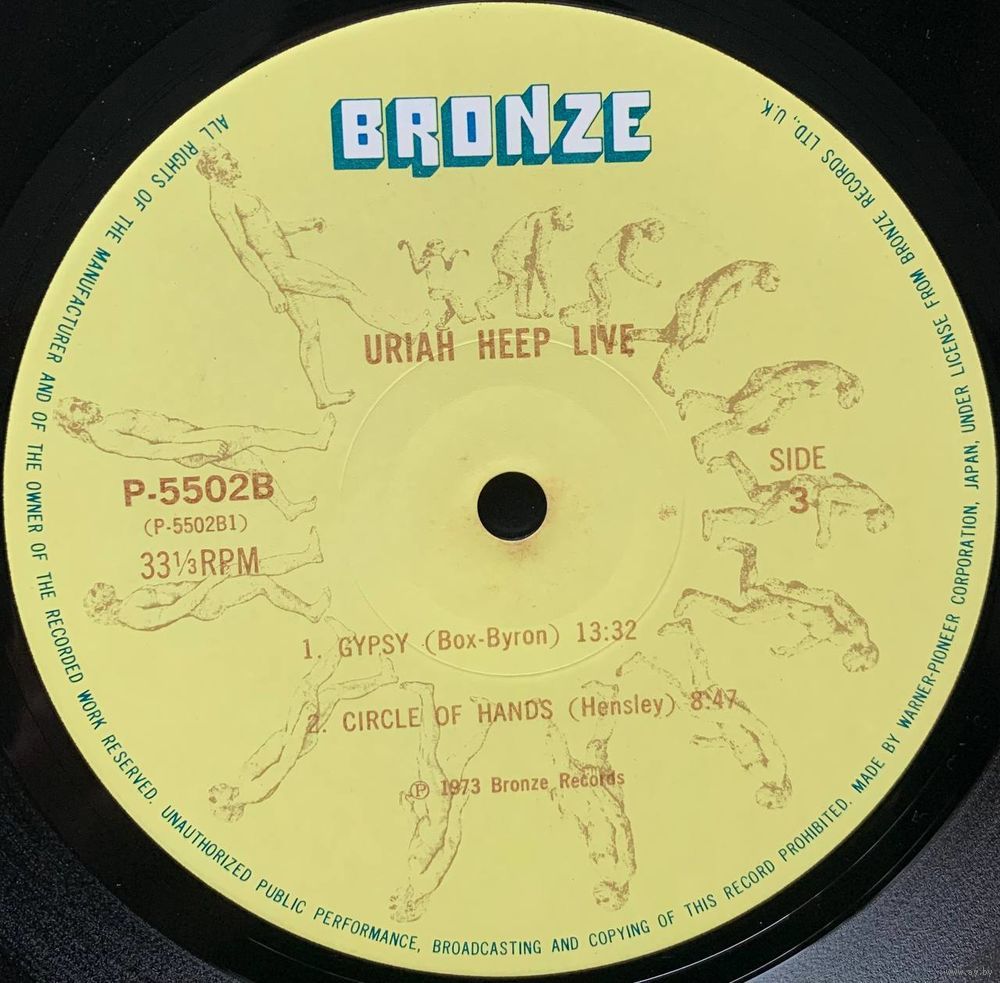 BRONZE
URIAH HEEP LIVE
P-5502B
(P-5502B1)
33⅓RPM
SIDE
3
1. GYPSY (Box-Byron) 13:32
2. CIRCLE OF HANDS (Hensley) 8:47
℗ 1973 Bronze Records
ALL RIGHTS OF THE MANUFACTURER AND OF THE OWNER OF THE RECORDED WORK RESERVED. UNAUTHORIZED PUBLIC PERFORMANCE, BROADCASTING AND COPYING OF THIS RECORD PROHIBITED. MADE BY WARNER-PIONEER CORPORATION, JAPAN, UNDER LICENSE FROM BRONZE RECORDS LTD., U.K.
www.ay.by